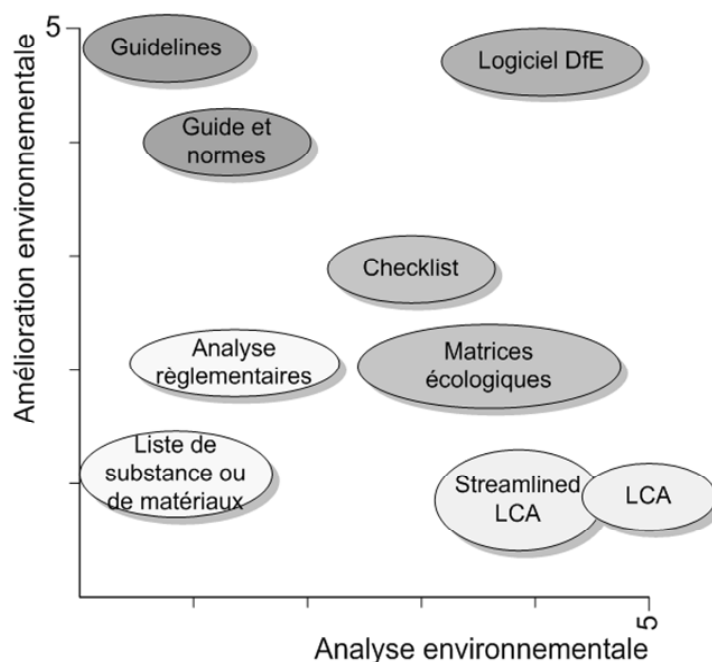 5
Amélioration environnementale
Guidelines
Logiciel DfE
Guide et
normes
Checklist
Analyse
règlementaires
Matrices
écologiques
Liste de
substance ou
de matériaux
Streamlined
LCA
LCA
5
Analyse environnementale